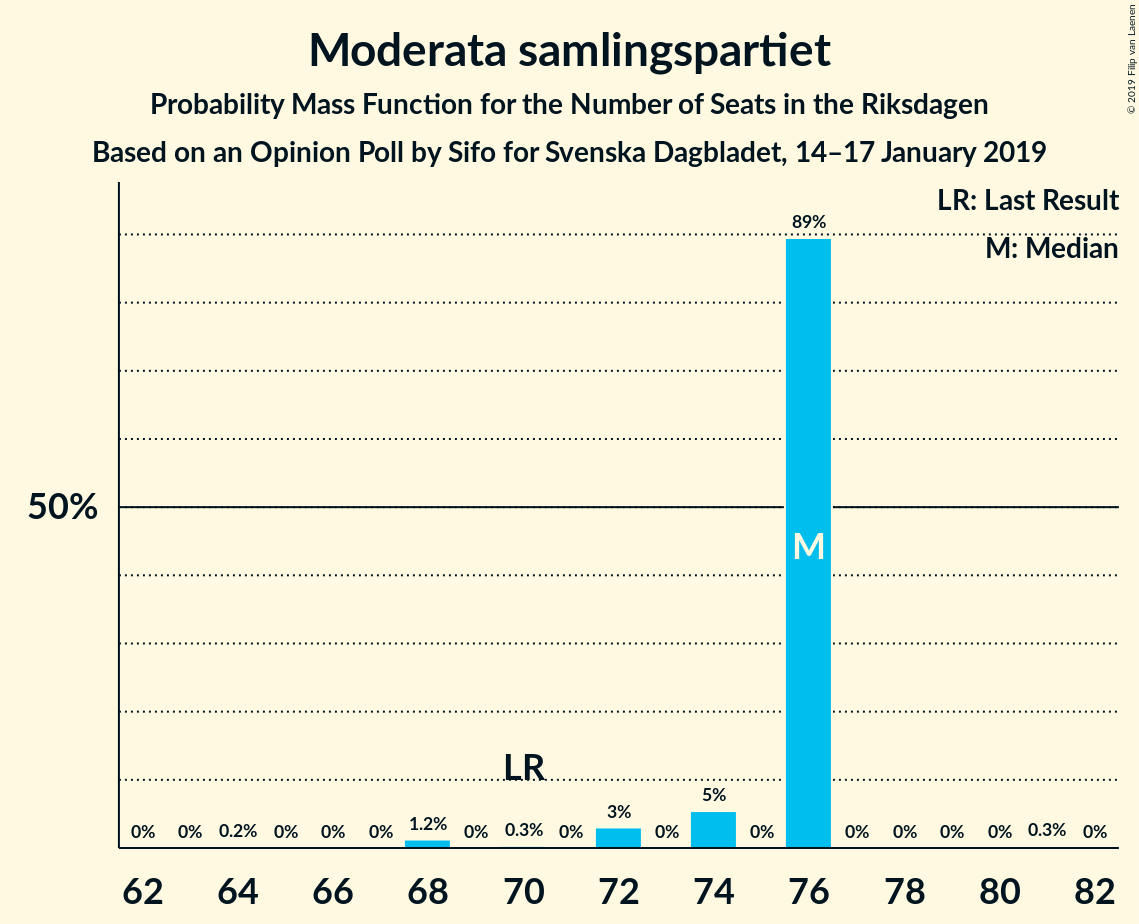 Moderata samlingspartiet
Probability Mass Function for the Number of Seats in the Riksdagen
Based on an Opinion Poll by Sifo for Svenska Dagbladet, 14–17 January 2019
© 2019 Filip van Laenen
LR: Last Result
M: Median
89%
50%
M
LR
0% 0% 0.2% 0% 0% 0% 1.2% 0% 0.3% 0% 3% 0% 5% 0% 0% 0% 0% 0% 0.3% 0%
62 64 66 68 70 72 74 76 78 80 82